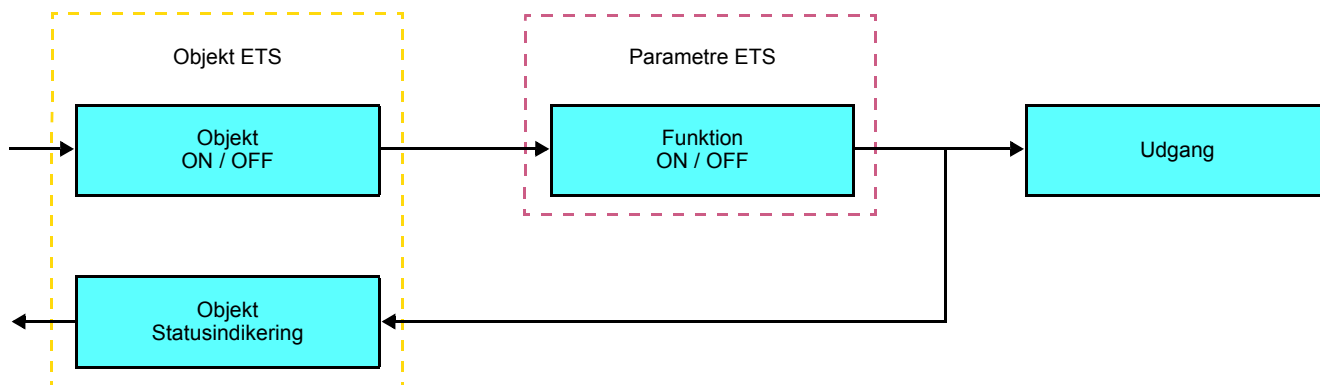 Objekt ETS
Parametre ETS
Objekt
ON / OFF
Funktion
ON / OFF
Udgang
Objekt
Statusindikering